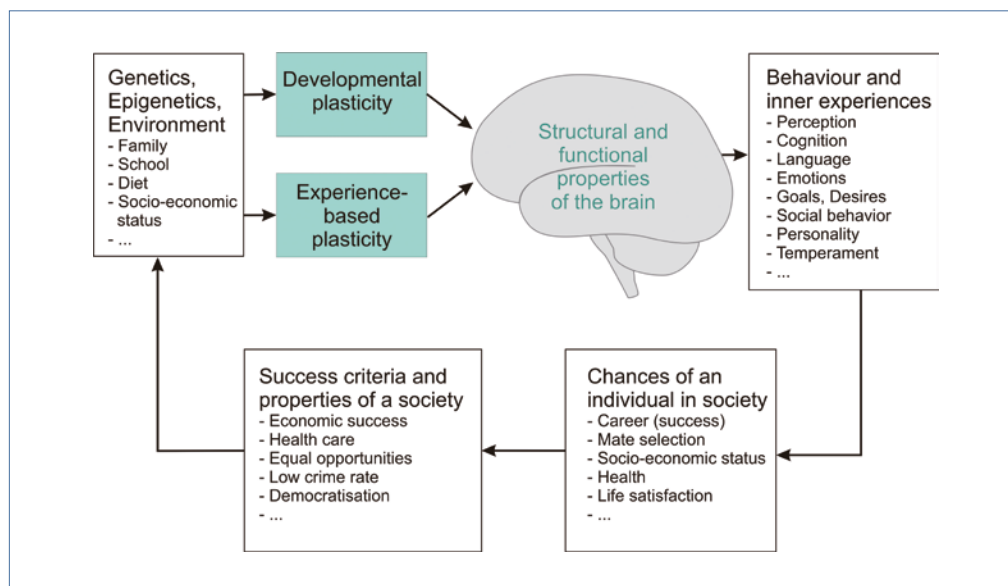 Genetics,
Epigenetics,
Environment
- Family
- School
- Diet
- Socio-economic
status
- ...
Developmental
plasticity
Experience-
based
plasticity
Structural and
functional
properties
of the brain
Behaviour and
inner experiences
- Perception
- Cognition
- Language
- Emotions
- Goals, Desires
- Social behavior
- Personality
- Temperament
- ...
Success criteria and
properties of a society
- Economic success
- Health care
- Equal opportunities
- Low crime rate
- Democratisation
- ...
Chances of an
individual in society
- Career (success)
- Mate selection
- Socio-economic status
- Health
- Life satisfaction
- ...